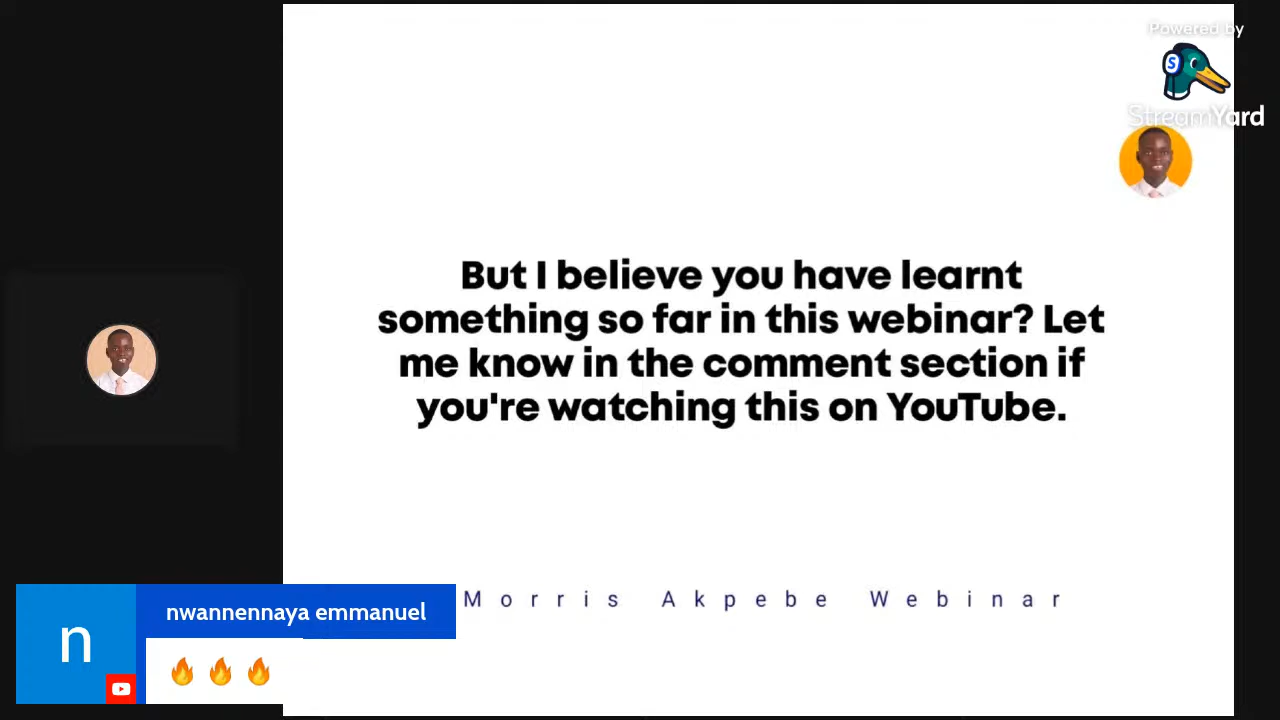 Powered by
S
StreamYard
But I believe you have learnt
something so far in this webinar? Let
me know in the comment section if
you're watching this on YouTube.
Morris Akpebe Webinar
n
nwannennaya emmanuel
🔥 🔥 🔥